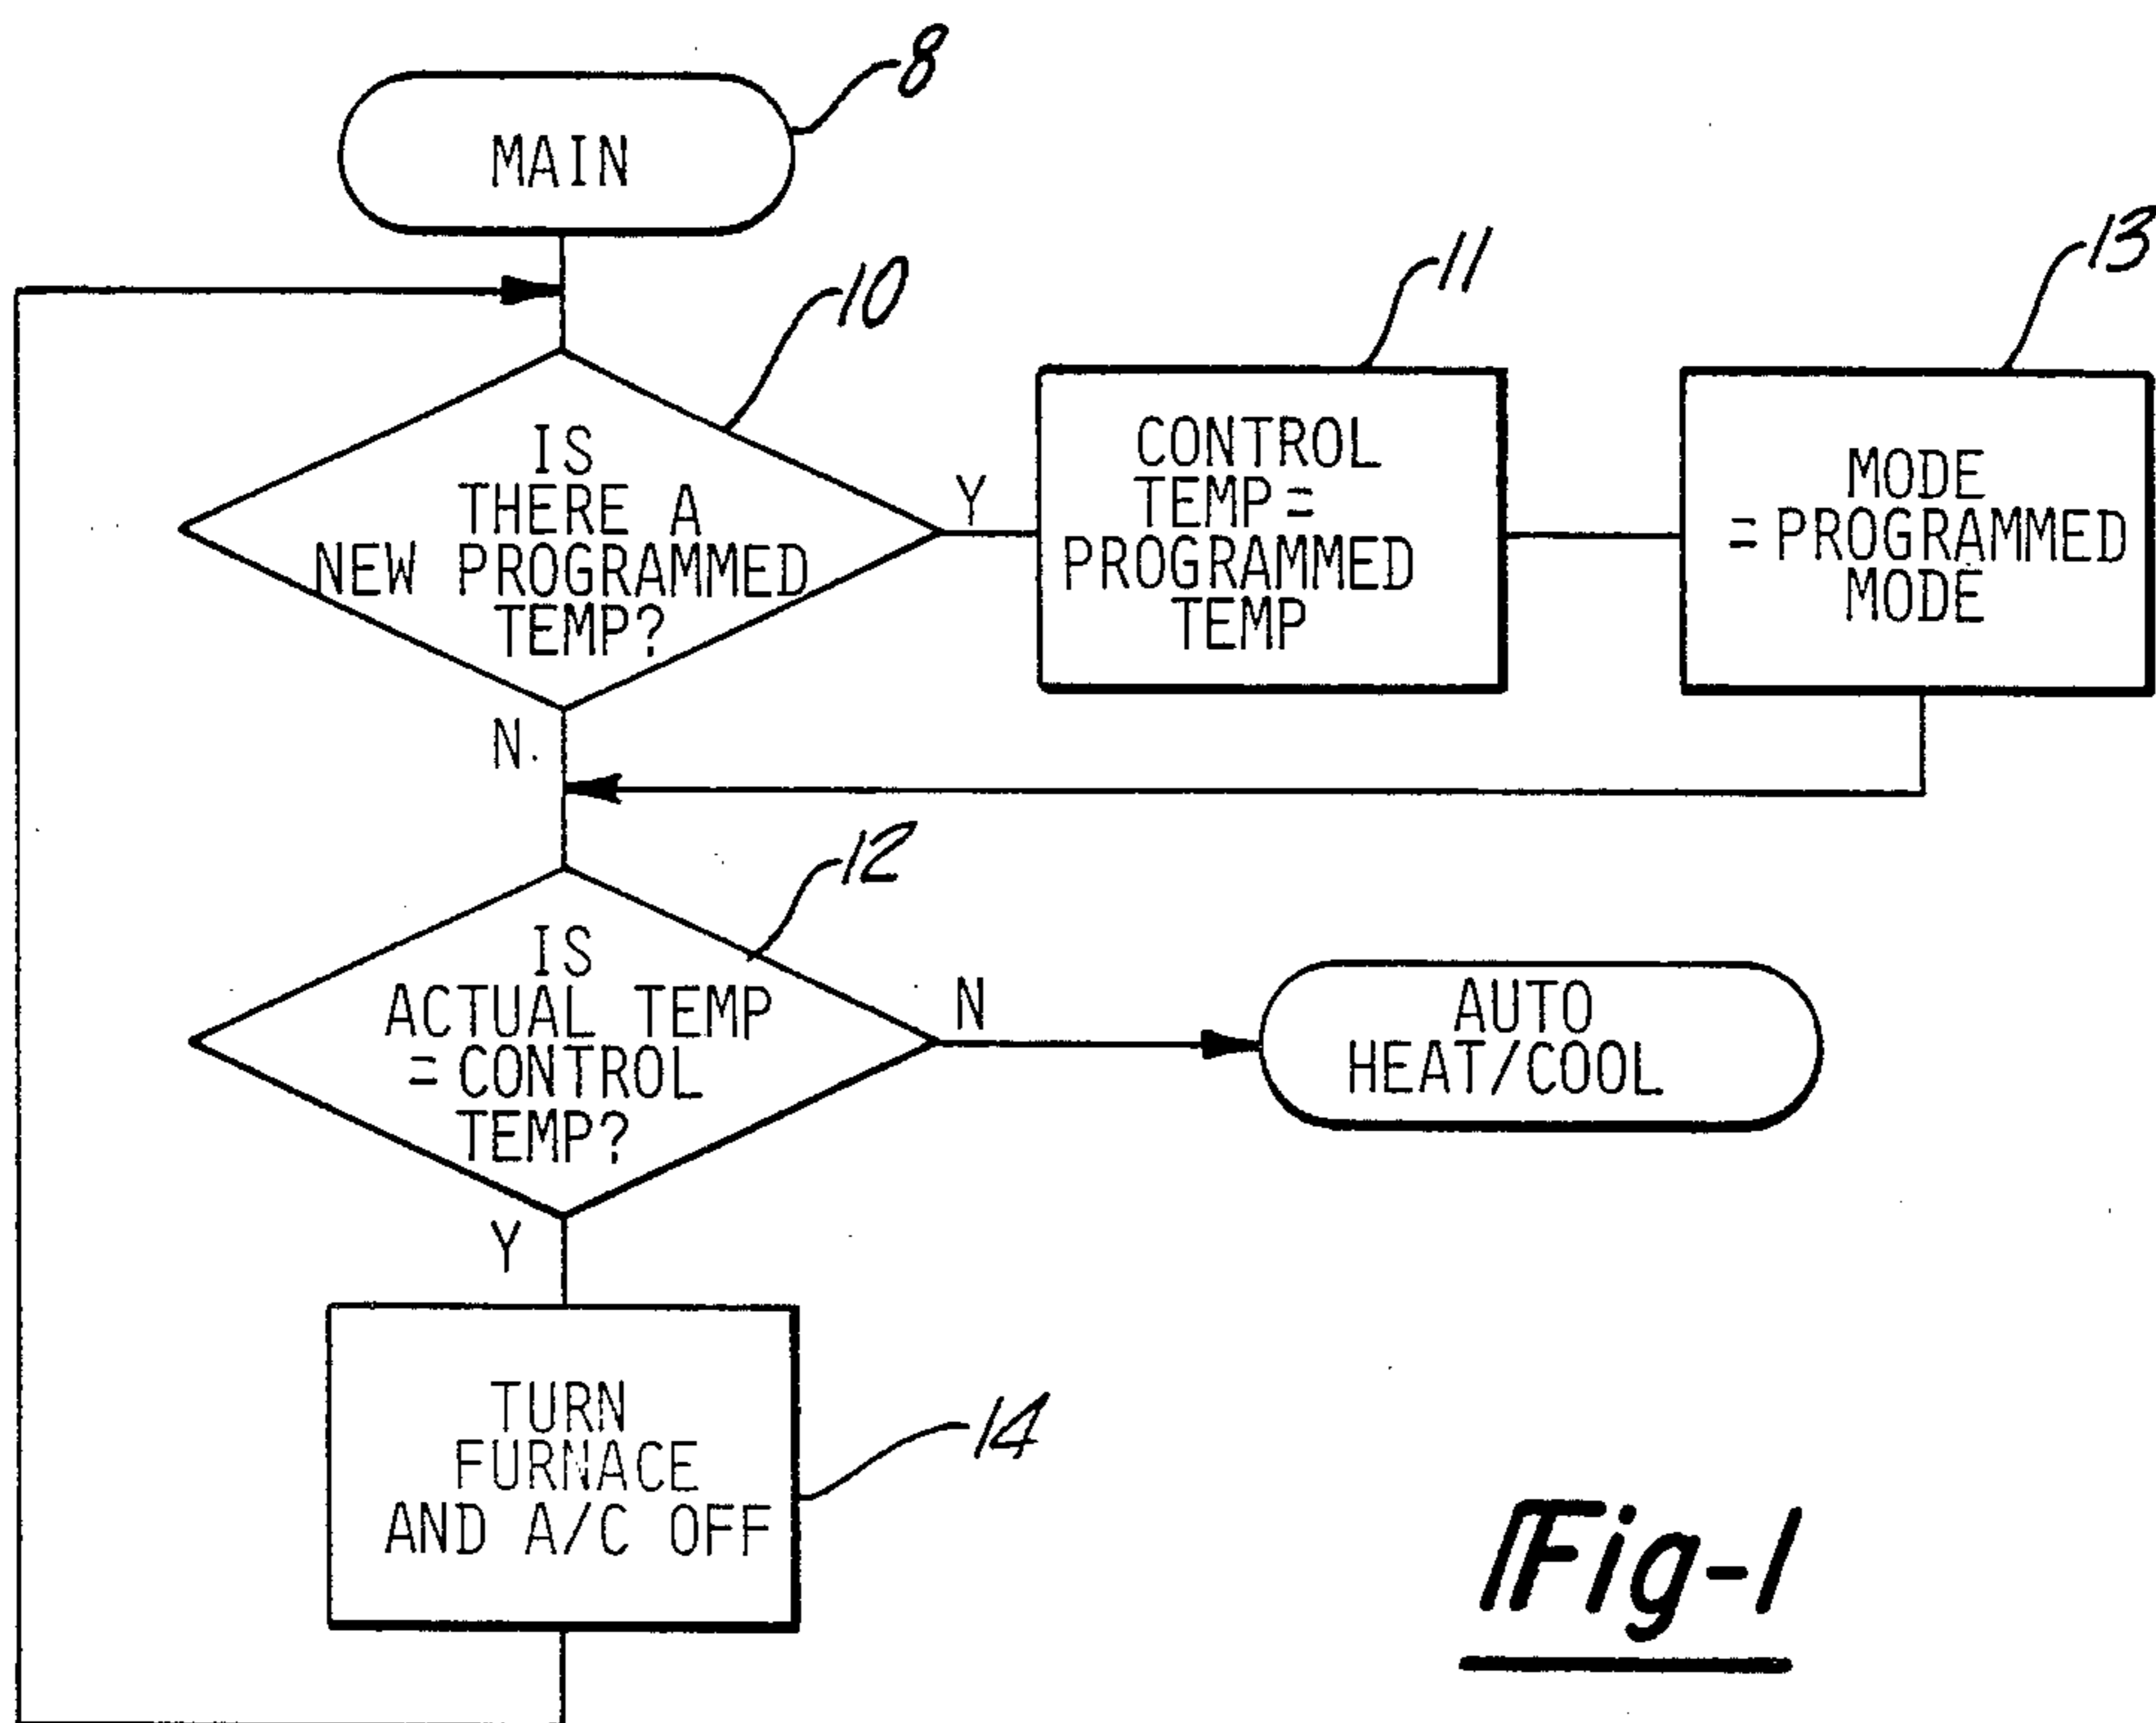 8
MAIN
10
11
13
IS
THERE A
NEW PROGRAMMED
TEMP?
Y
N
CONTROL
TEMP =
PROGRAMMED
TEMP
MODE
= PROGRAMMED
MODE
12
IS
ACTUAL TEMP
= CONTROL
TEMP?
N
Y
AUTO
HEAT/COOL
TURN
FURNACE
AND A/C OFF
14
Fig-1